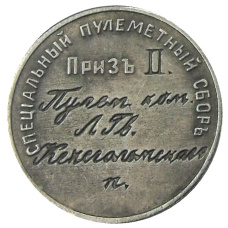 СПЕЦІАЛЬНЫЙ ПУЛЕМЕТНЫЙ СБОРЪ
ПРИЗЪ II.
Пулем. ком.
Л. Гв.
Кексгольмскаго
п.